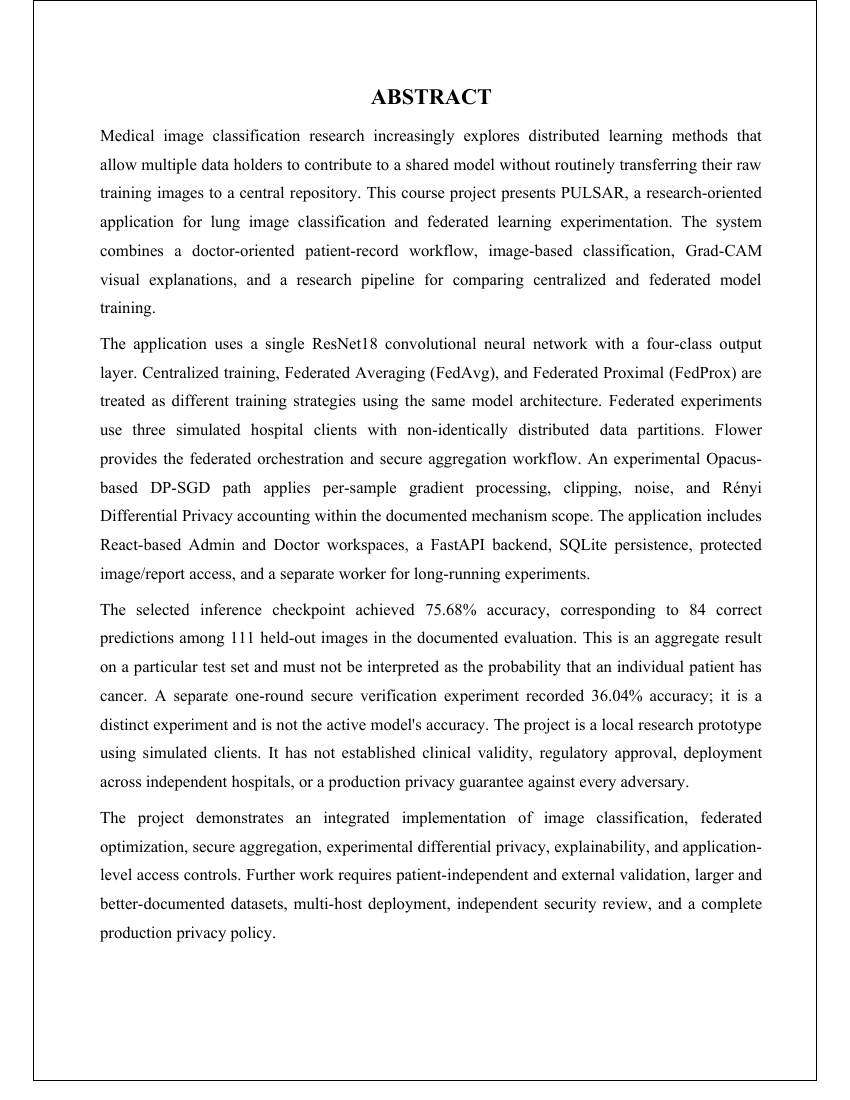 ABSTRACT
Medical image classification research increasingly explores distributed learning methods that
allow multiple data holders to contribute to a shared model without routinely transferring their raw
training images to a central repository. This course project presents PULSAR, a research-oriented
application for lung image classification and federated learning experimentation. The system
combines a doctor-oriented patient-record workflow, image-based classification, Grad-CAM
visual explanations, and a research pipeline for comparing centralized and federated model
training.
The application uses a single ResNet18 convolutional neural network with a four-class output
layer. Centralized training, Federated Averaging (FedAvg), and Federated Proximal (FedProx) are
treated as different training strategies using the same model architecture. Federated experiments
use three simulated hospital clients with non-identically distributed data partitions. Flower
provides the federated orchestration and secure aggregation workflow. An experimental Opacus-
based DP-SGD path applies per-sample gradient processing, clipping, noise, and Rényi
Differential Privacy accounting within the documented mechanism scope. The application includes
React-based Admin and Doctor workspaces, a FastAPI backend, SQLite persistence, protected
image/report access, and a separate worker for long-running experiments.
The selected inference checkpoint achieved 75.68% accuracy, corresponding to 84 correct
predictions among 111 held-out images in the documented evaluation. This is an aggregate result
on a particular test set and must not be interpreted as the probability that an individual patient has
cancer. A separate one-round secure verification experiment recorded 36.04% accuracy; it is a
distinct experiment and is not the active model's accuracy. The project is a local research prototype
using simulated clients. It has not established clinical validity, regulatory approval, deployment
across independent hospitals, or a production privacy guarantee against every adversary.
The project demonstrates an integrated implementation of image classification, federated
optimization, secure aggregation, experimental differential privacy, explainability, and application-
level access controls. Further work requires patient-independent and external validation, larger and
better-documented datasets, multi-host deployment, independent security review, and a complete
production privacy policy.